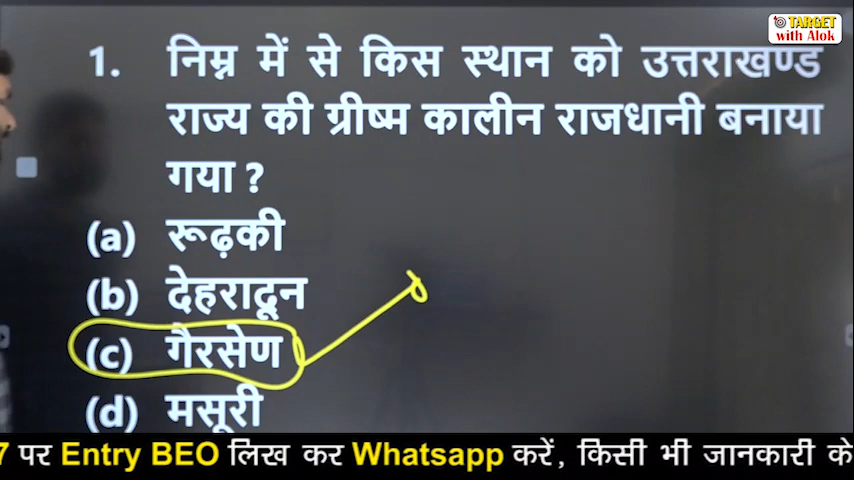 TARGET
with Alok
1. निम्न में से किस स्थान को उत्तराखण्ड
राज्य की ग्रीष्म कालीन राजधानी बनाया
गया ?
(a) रूढ़की
(b) देहरादून
(c) गैरसेण
(d) मसूरी
7 पर Entry BEO लिख कर Whatsapp करें, किसी भी जानकारी के